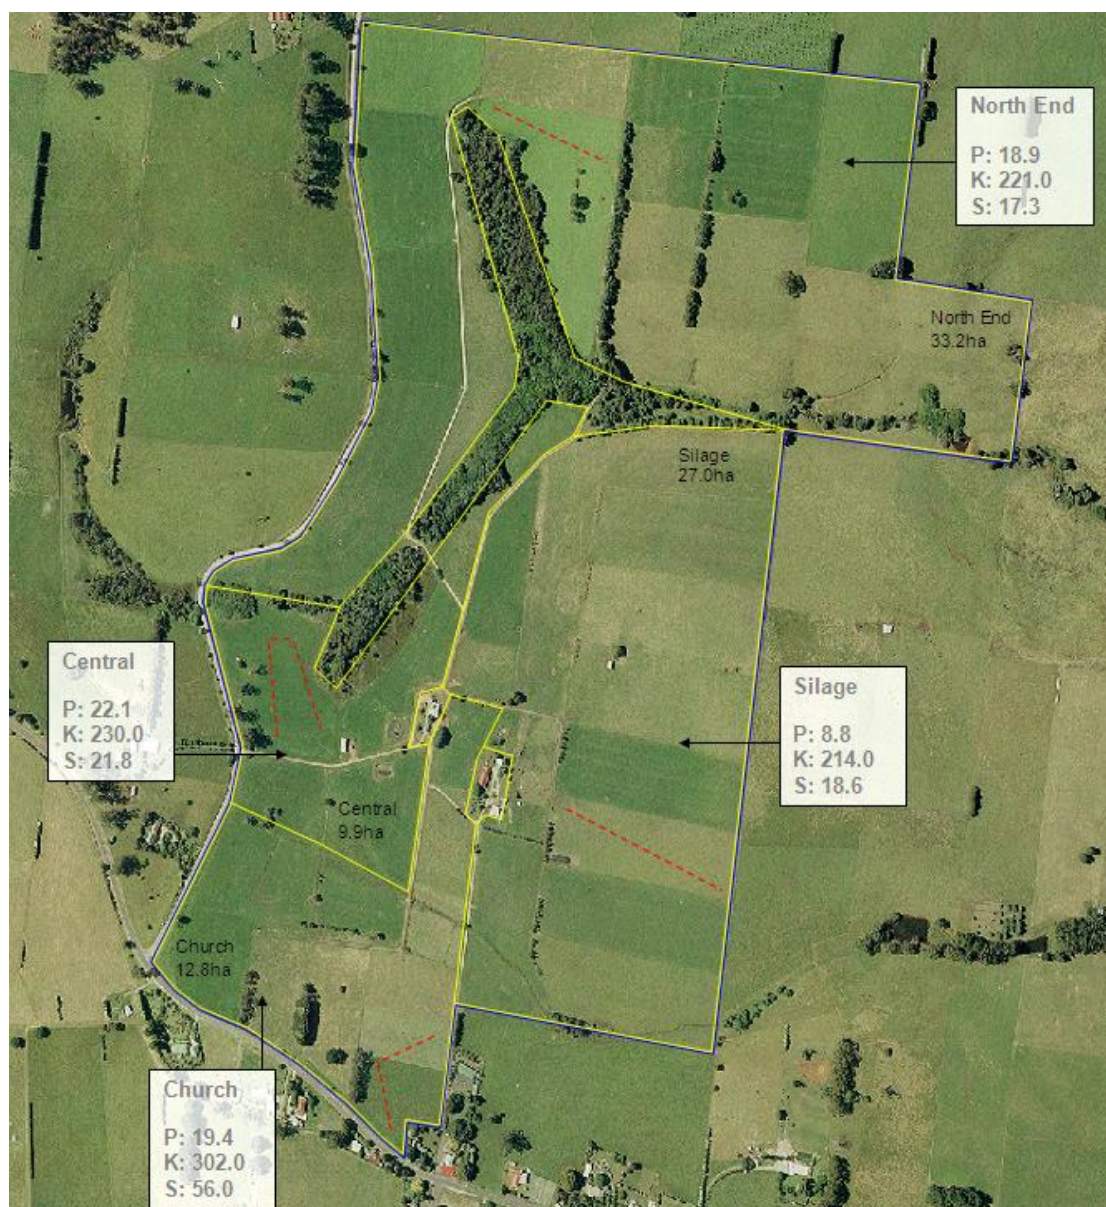 North End
P: 18.9
K: 221.0
S: 17.3
North End
33.2ha
Silage
27.0ha
Central
P: 22.1
K: 230.0
S: 21.8
Silage
P: 8.8
K: 214.0
S: 18.6
Central
9.9ha
Church
12.8ha
Church
P: 19.4
K: 302.0
S: 56.0